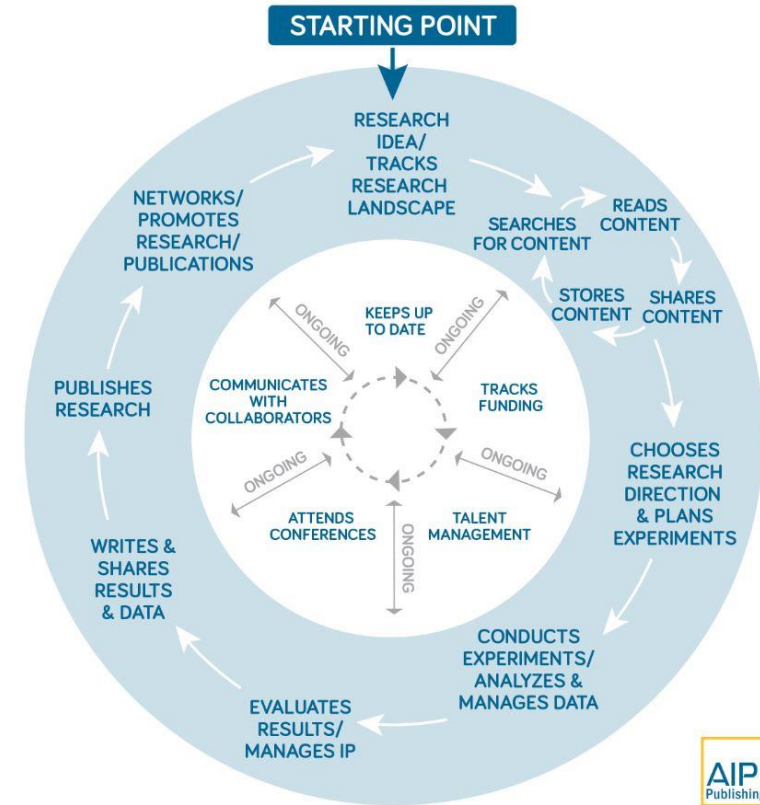 STARTING POINT
RESEARCH
IDEA/
TRACKS
RESEARCH
LANDSCAPE
SEARCHES
FOR CONTENT
READS
CONTENT
SHARES
CONTENT
STORES
CONTENT
CHOOSES
RESEARCH
DIRECTION
& PLANS
EXPERIMENTS
CONDUCTS
EXPERIMENTS/
ANALYZES &
MANAGES DATA
EVALUATES
RESULTS/
MANAGES IP
WRITES &
SHARES
RESULTS
& DATA
PUBLISHES
RESEARCH
NETWORKS/
PROMOTES
RESEARCH/
PUBLICATIONS
KEEPS UP
TO DATE
ONGOING
TRACKS
FUNDING
ONGOING
TALENT
MANAGEMENT
ONGOING
ATTENDS
CONFERENCES
ONGOING
COMMUNICATES
WITH
COLLABORATORS
ONGOING
AIP
Publishing